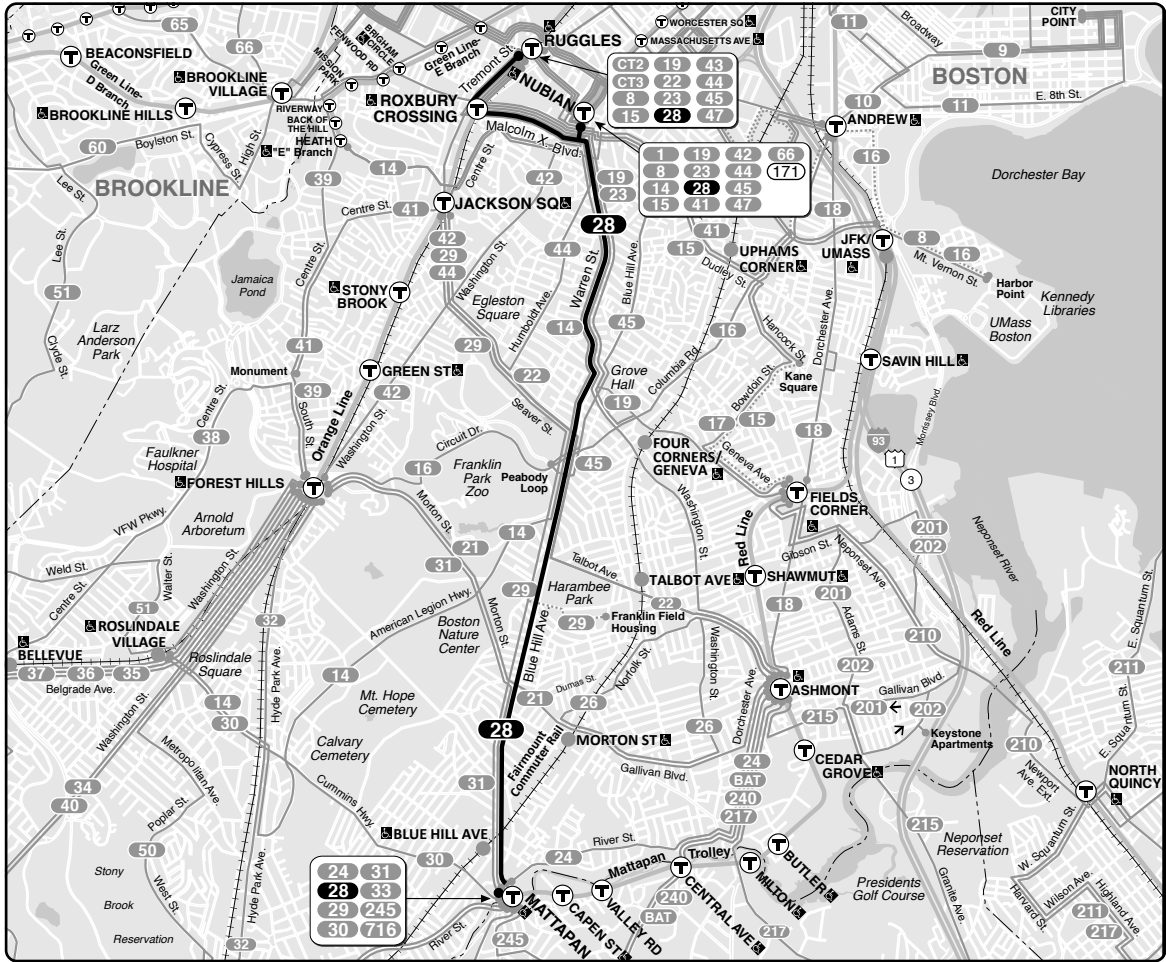 WORCESTER SQ
MASSACHUSETTS AVE
CITY
POINT
Broadway
11
9
65
66
BEACONSFIELD
Green Line-
D Branch
BROOKLINE
VILLAGE
BROOKLINE HILLS
BRIGHAM
CIRCLE
FENWOOD RD
MISSION
PARK
RIVERWAY
BACK OF
THE HILL
HEATH
"E" Branch
Green Line-
E Branch
Tremont St.
RUGGLES
CT2 19 43
CT3 22 44
8 23 45
15 28 47
NUBIAN
ROXBURY
CROSSING
Malcolm X. Blvd.
1 19 42 66
8 23 44 171
14 28 45
15 41 47
BOSTON
E. 8th St.
10
11
ANDREW
16
18
60
Boylston St.
Cypress St.
High St.
BROOKLINE
Lee St.
Lee St.
51
Clyde St.
Larz
Anderson
Park
Jamaica
Pond
39
14
Centre St.
41
Centre St.
JACKSON SQ
Centre St.
42
29
44
42
19
23
28
44
Washington St.
Egleston
Square
Humboldt Ave.
Warren St.
Blue Hill Ave.
14
45
15
41
Dudley St.
UPHAMS
CORNER
16
Dorchester Ave.
Hancock St.
JFK/
UMASS
8
16
Mt. Vernon St.
Harbor
Point
Dorchester Bay
Kennedy
Libraries
UMass
Boston
STONY
BROOK
41
Monument
39
South St.
Centre St.
38
GREEN ST
42
Orange Line
Washington St.
29
22
Seaver St.
Grove
Hall
19
Columbia Rd.
Kane
Square
Bowdoin St.
17
15
Geneva Ave.
18
SAVIN HILL
Morrissey Blvd.
93
1
3
Faulkner
Hospital
FOREST HILLS
VFW Pkwy.
Arnold
Arboretum
Circuit Dr.
16
Franklin
Park
Zoo
Peabody
Loop
45
FOUR
CORNERS/
GENEVA
Washington St.
FIELDS
CORNER
Red Line
Morton St.
21
31
14
Talbot Ave.
Harambee
Park
29
29
TALBOT AVE
Franklin Field
Housing
22
SHAWMUT
Gibson St.
Neponset Ave.
201
202
Neponset River
201
18
Adams St.
Red Line
210
Weld St.
Centre St.
Walter St.
51
Washington St.
ROSLINDALE
VILLAGE
BELLEVUE
37 36 35
Belgrade Ave.
Roslindale
Square
32
Hyde Park Ave.
American Legion Hwy.
14
Boston
Nature
Center
Morton St.
Blue Hill Ave.
21
Dumas St.
26
Norfolk St.
Washington St.
26
Dorchester Ave.
ASHMONT
202
Gallivan Blvd.
201
202
215
Keystone
Apartments
E. Squantum St.
211
E. Squantum St.
Washington St.
14
30
Metropolitan Ave.
34
40
Poplar St.
50
West St.
Stony
Brook
Reservation
Hyde Park Ave.
32
Mt. Hope
Cemetery
Calvary
Cemetery
Cummins Hwy.
28
31
Fairmount
Commuter Rail
MORTON ST
Gallivan Blvd.
24
BAT
240
217
CEDAR
GROVE
210
Newport
Ave. Ext.
NORTH
QUINCY
BLUE HILL AVE
30
24 31
28 33
29 245
30 716
River St.
24
River St.
245
MATTAPAN
CAPEN ST
VALLEY RD
Mattapan
Trolley
CENTRAL AVE
240
BAT
MILTON
BUTLER
217
215
Granite Ave.
Presidents
Golf Course
Neponset
Reservation
W. Squantum St.
Harvard St.
Wilson Ave.
Highland Ave.
211
217